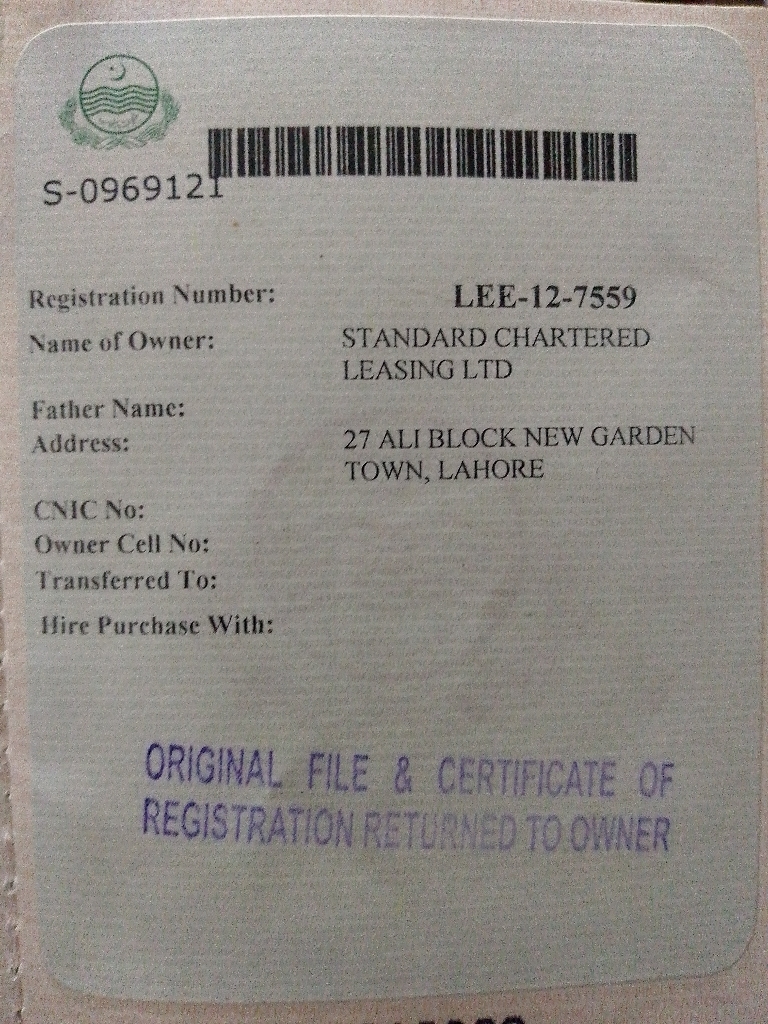 S-0969121
Registration Number: LEE-12-7559
Name of Owner: STANDARD CHARTERED
LEASING LTD
Father Name:
Address: 27 ALI BLOCK NEW GARDEN
TOWN, LAHORE
CNIC No:
Owner Cell No:
Transferred To:
Hire Purchase With:
ORIGINAL FILE & CERTIFICATE OF
REGISTRATION RETURNED TO OWNER